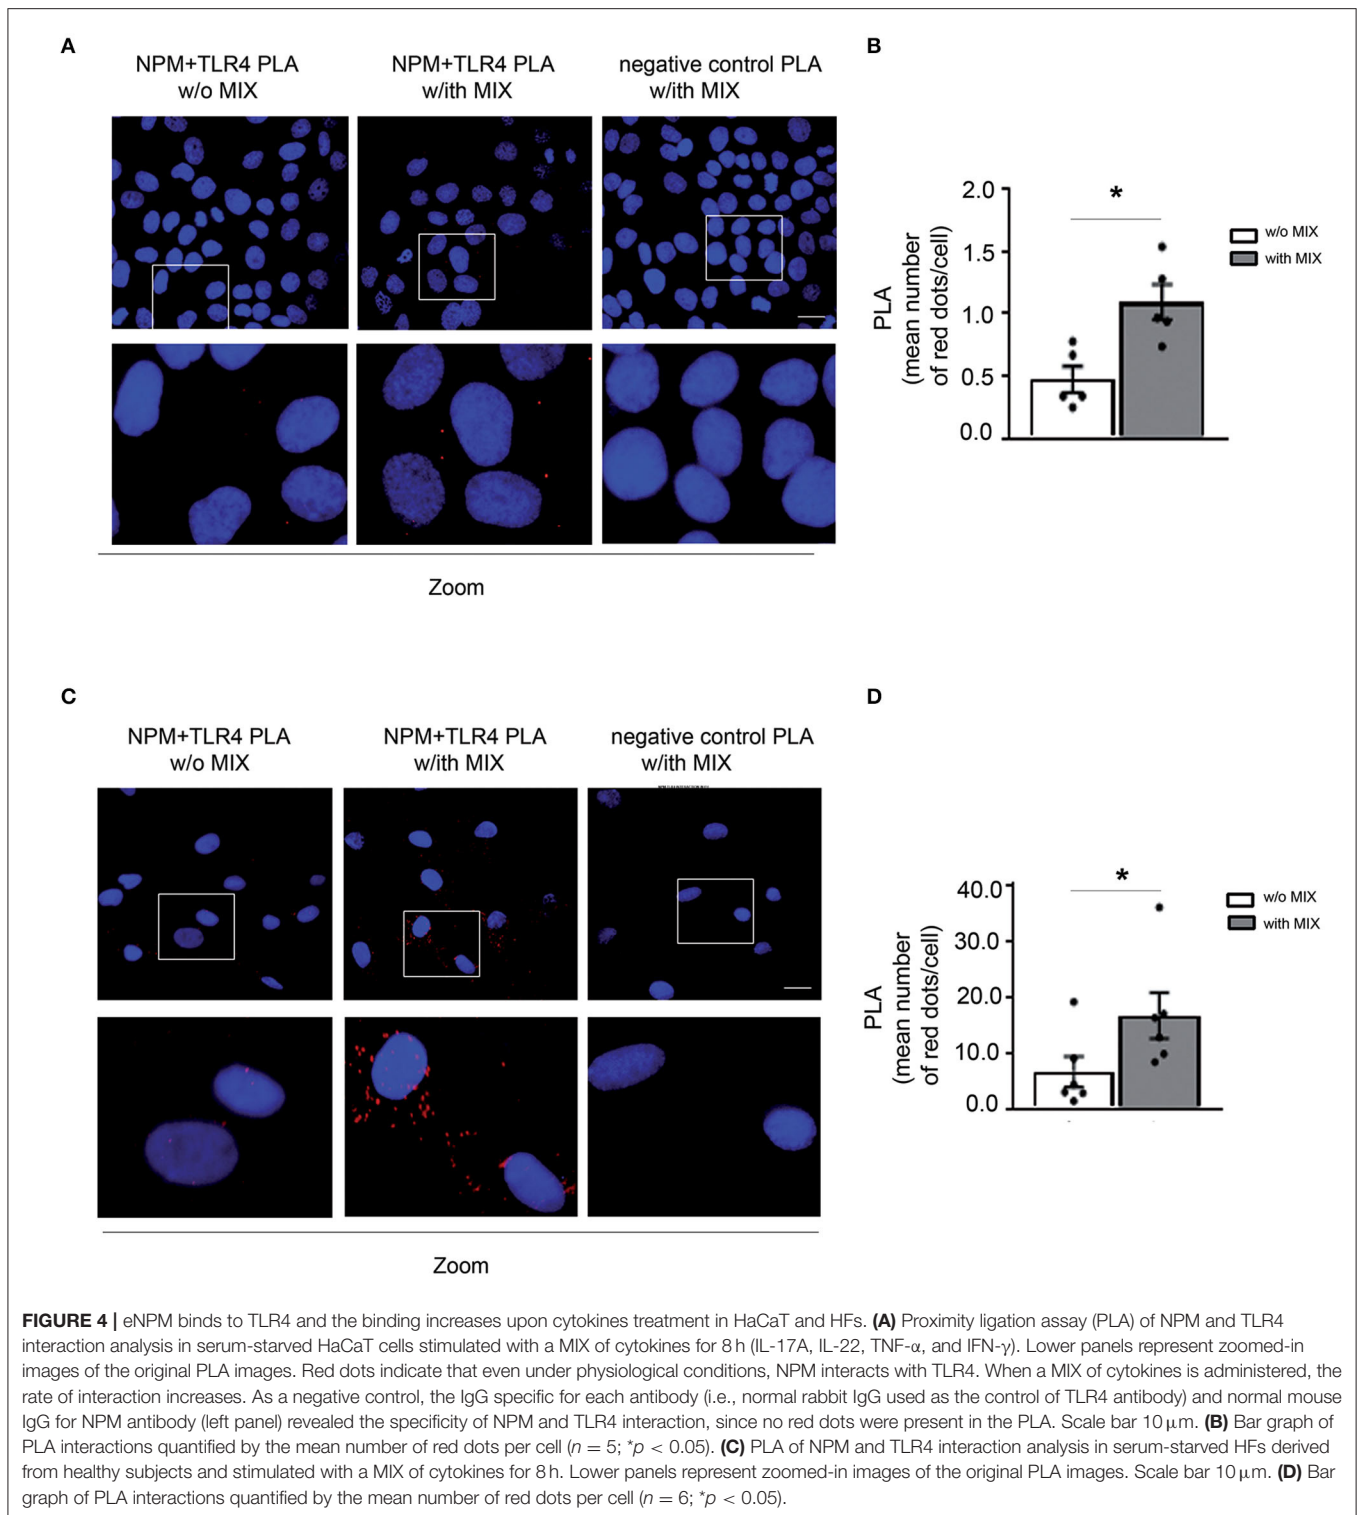 A
NPM+TLR4 PLA
w/o MIX
NPM+TLR4 PLA
w/ith MIX
negative control PLA
w/ith MIX
Zoom
B
2.0
1.5
1.0
0.5
0.0
PLA
(mean number
of red dots/cell)
*
w/o MIX
with MIX
C
NPM+TLR4 PLA
w/o MIX
NPM+TLR4 PLA
w/ith MIX
negative control PLA
w/ith MIX
Zoom
D
40.0
30.0
20.0
10.0
0.0
PLA
(mean number
of red dots/cell)
*
w/o MIX
with MIX
FIGURE 4 | eNPM binds to TLR4 and the binding increases upon cytokines treatment in HaCaT and HFs. (A) Proximity ligation assay (PLA) of NPM and TLR4
interaction analysis in serum-starved HaCaT cells stimulated with a MIX of cytokines for 8 h (IL-17A, IL-22, TNF-α, and IFN-γ). Lower panels represent zoomed-in
images of the original PLA images. Red dots indicate that even under physiological conditions, NPM interacts with TLR4. When a MIX of cytokines is administered, the
rate of interaction increases. As a negative control, the IgG specific for each antibody (i.e., normal rabbit IgG used as the control of TLR4 antibody) and normal mouse
IgG for NPM antibody (left panel) revealed the specificity of NPM and TLR4 interaction, since no red dots were present in the PLA. Scale bar 10 μm. (B) Bar graph of
PLA interactions quantified by the mean number of red dots per cell (n = 5; *p < 0.05). (C) PLA of NPM and TLR4 interaction analysis in serum-starved HFs derived
from healthy subjects and stimulated with a MIX of cytokines for 8 h. Lower panels represent zoomed-in images of the original PLA images. Scale bar 10 μm. (D) Bar
graph of PLA interactions quantified by the mean number of red dots per cell (n = 6; *p < 0.05).